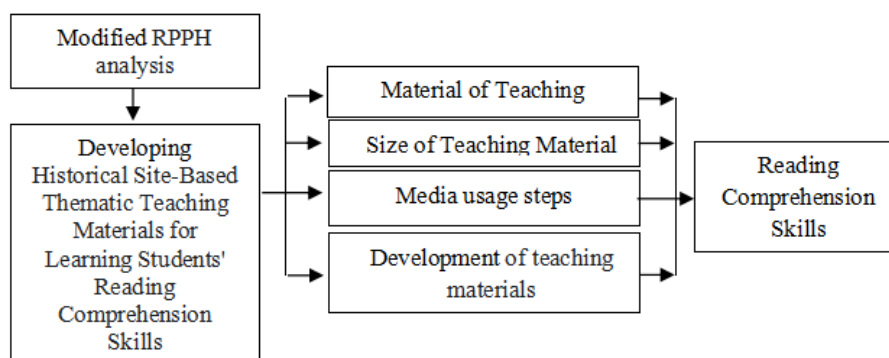 Modified RPPH
analysis
Developing
Historical Site-Based
Thematic Teaching
Materials for
Learning Students'
Reading
Comprehension
Skills
Material of Teaching
Size of Teaching Material
Media usage steps
Development of teaching
materials
Reading
Comprehension
Skills